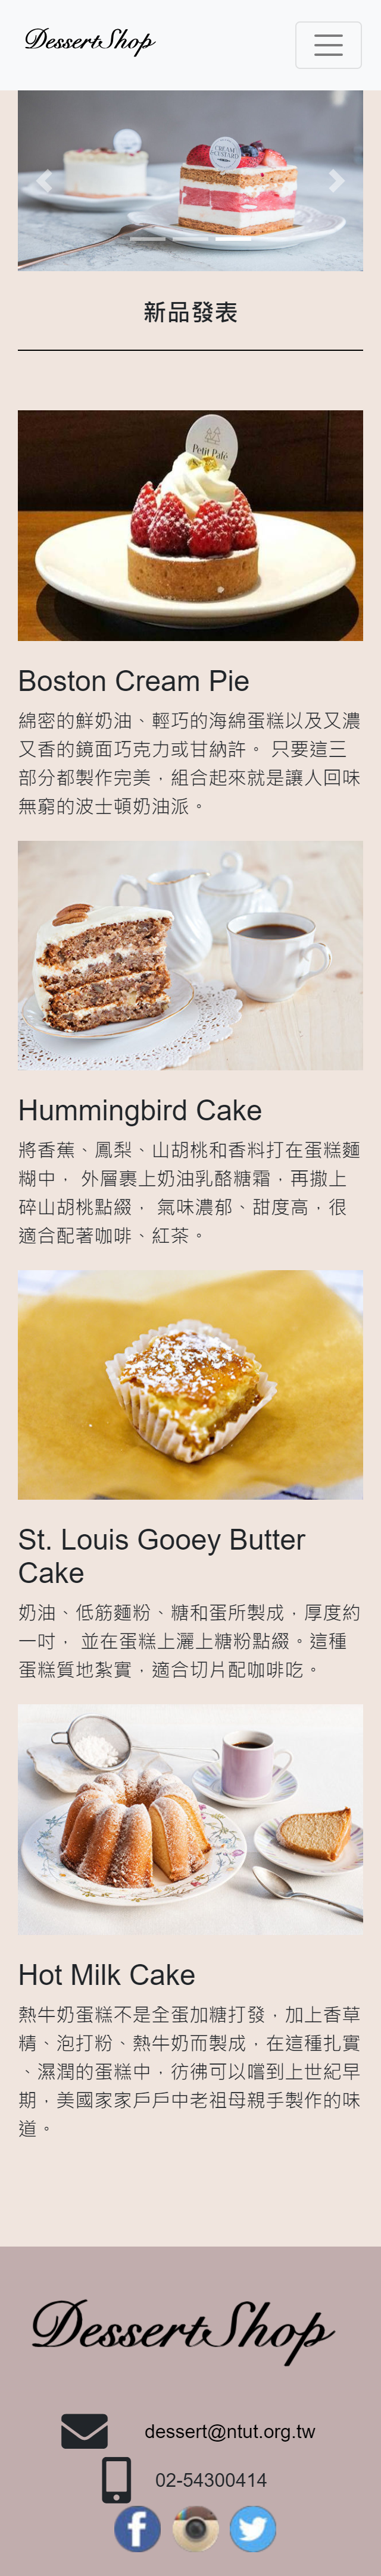 DessertShop
CREAM
CUSTARD
新品發表
Petit Pafé
Boston Cream Pie
綿密的鮮奶油、輕巧的海綿蛋糕以及又濃
又香的鏡面巧克力或甘納許。 只要這三
部分都製作完美，組合起來就是讓人回味
無窮的波士頓奶油派。
Hummingbird Cake
將香蕉、鳳梨、山胡桃和香料打在蛋糕麵
糊中， 外層裹上奶油乳酪糖霜，再撒上
碎山胡桃點綴， 氣味濃郁、甜度高，很
適合配著咖啡、紅茶。
St. Louis Gooey Butter
Cake
奶油、低筋麵粉、糖和蛋所製成，厚度約
一吋， 並在蛋糕上灑上糖粉點綴。這種
蛋糕質地紮實，適合切片配咖啡吃。
Hot Milk Cake
熱牛奶蛋糕不是全蛋加糖打發，加上香草
精、泡打粉、熱牛奶而製成，在這種扎實
、濕潤的蛋糕中，彷彿可以嚐到上世紀早
期，美國家家戶戶中老祖母親手製作的味
道。
DessertShop
dessert@ntut.org.tw
02-54300414